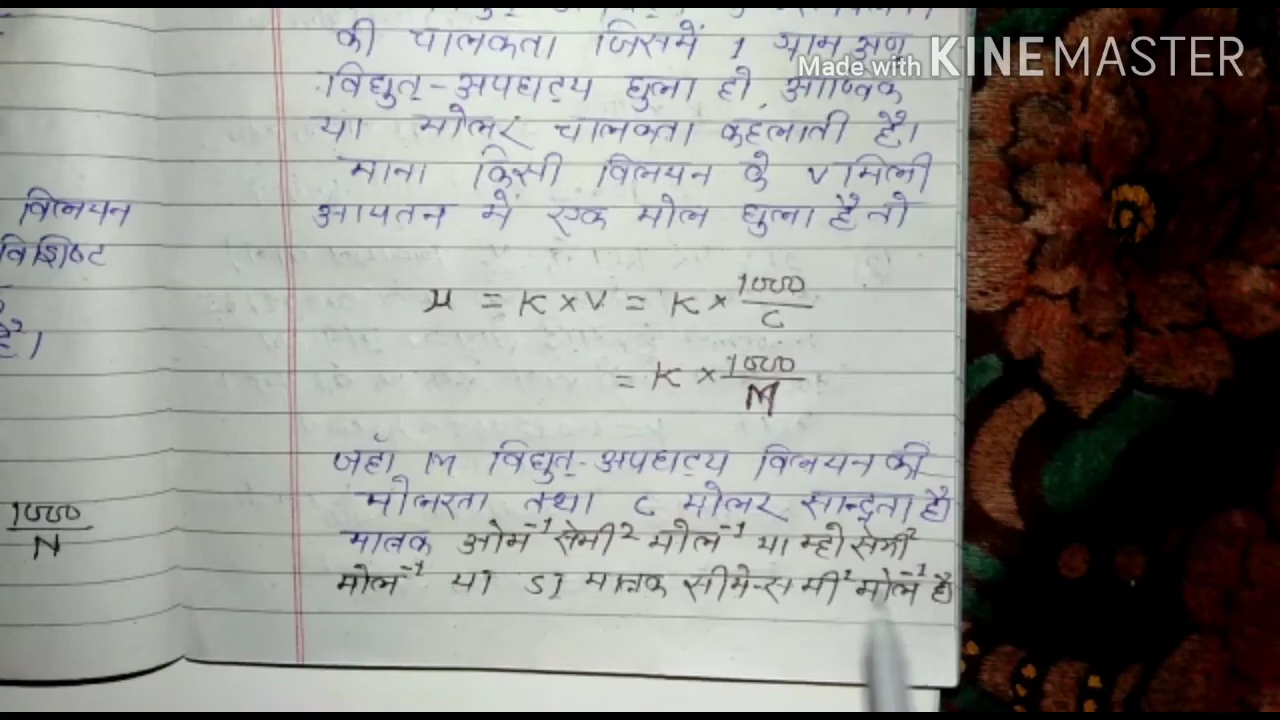 की चालकता जिसमें 1 ग्राम अणु
Made with KINEMASTER
विद्युत्-अपघट्य घुला हो, आण्विक
या मोलर चालकता कहलाती है।
माना किसी विलयन के V मिली
आयतन में एक मोल घुला है तो
μ = K × V = K × 1000/C
= K × 1000/M
जहाँ M विद्युत्-अपघट्य विलयन की
मोलरता तथा C मोलर सान्द्रता है।
मात्रक ओम⁻¹ सेमी² मोल⁻¹ या म्हो सेमी²
मोल⁻¹ या SI मात्रक सीमेन्स मी² मोल⁻¹ है।
विलयन
विशिष्ट
है।
1000/N